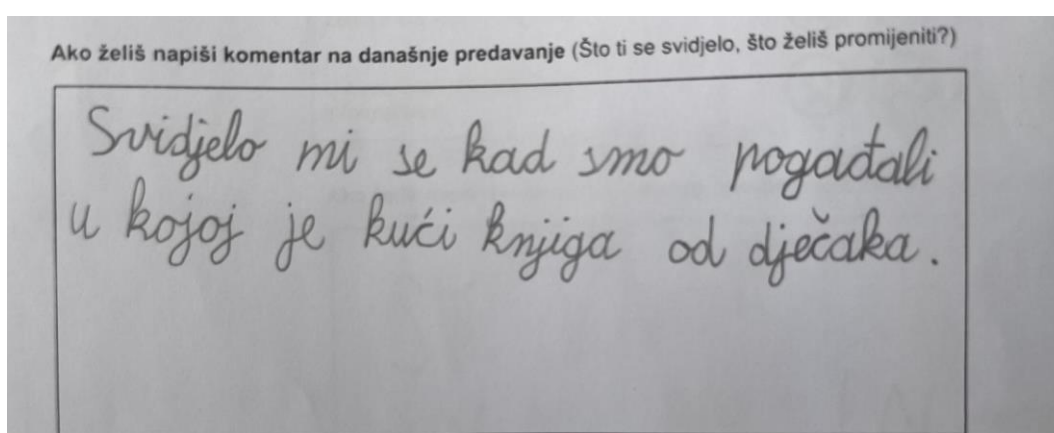 Ako želiš napiši komentar na današnje predavanje (Što ti se svidjelo, što želiš promijeniti?)
Svidjelo mi se kad smo pogađali
u kojoj je kući knjiga od dječaka.